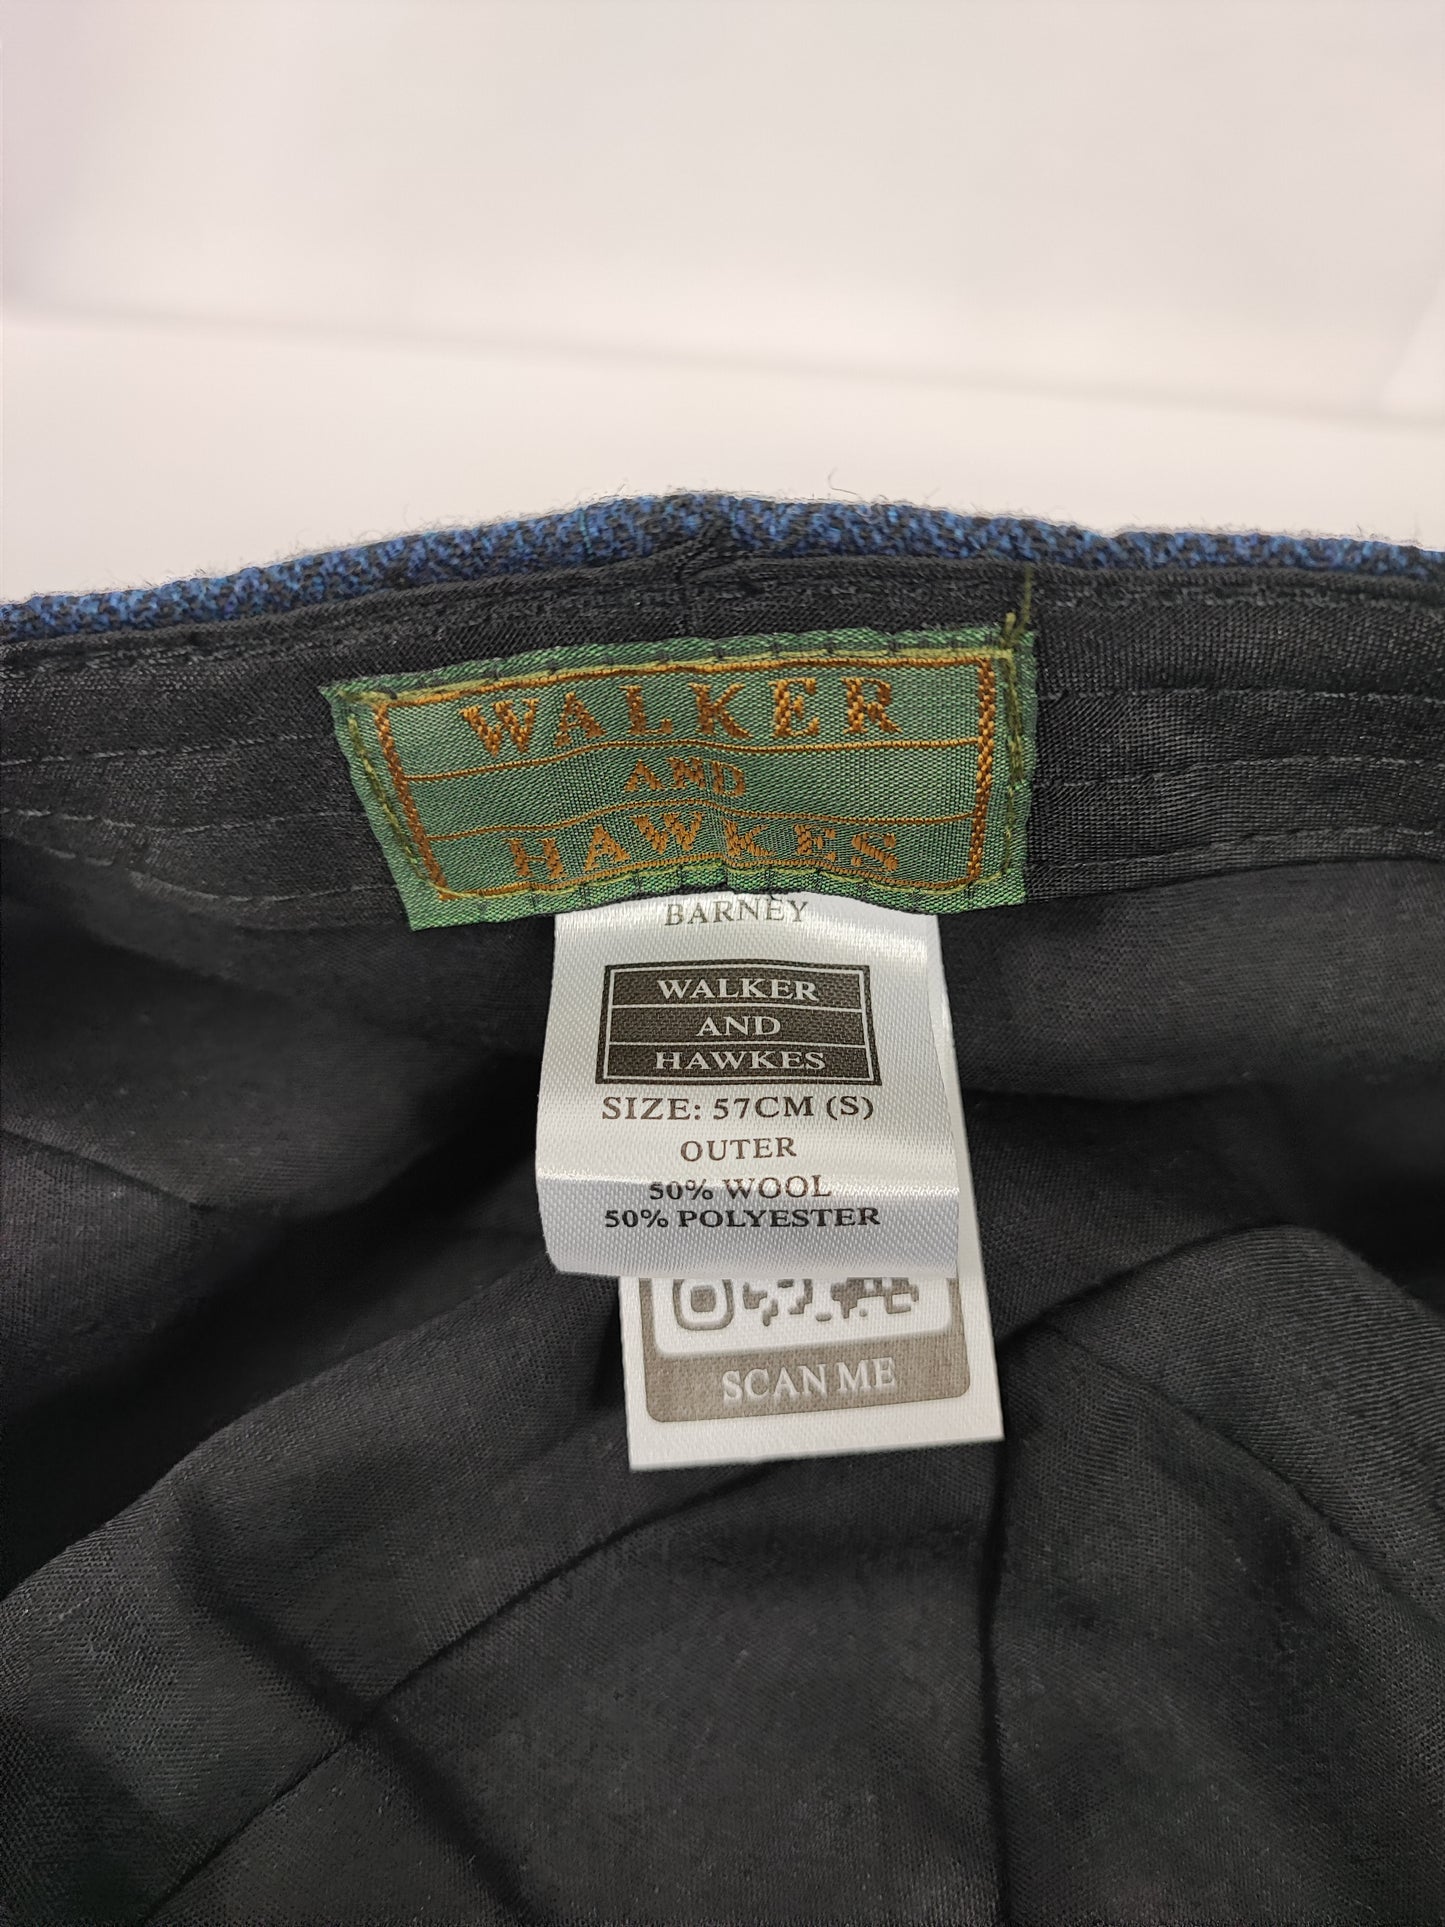 WALKER
AND
HAWKES
BARNEY
WALKER
AND
HAWKES
SIZE: 57CM (S)
OUTER
50% WOOL
50% POLYESTER
SCAN ME